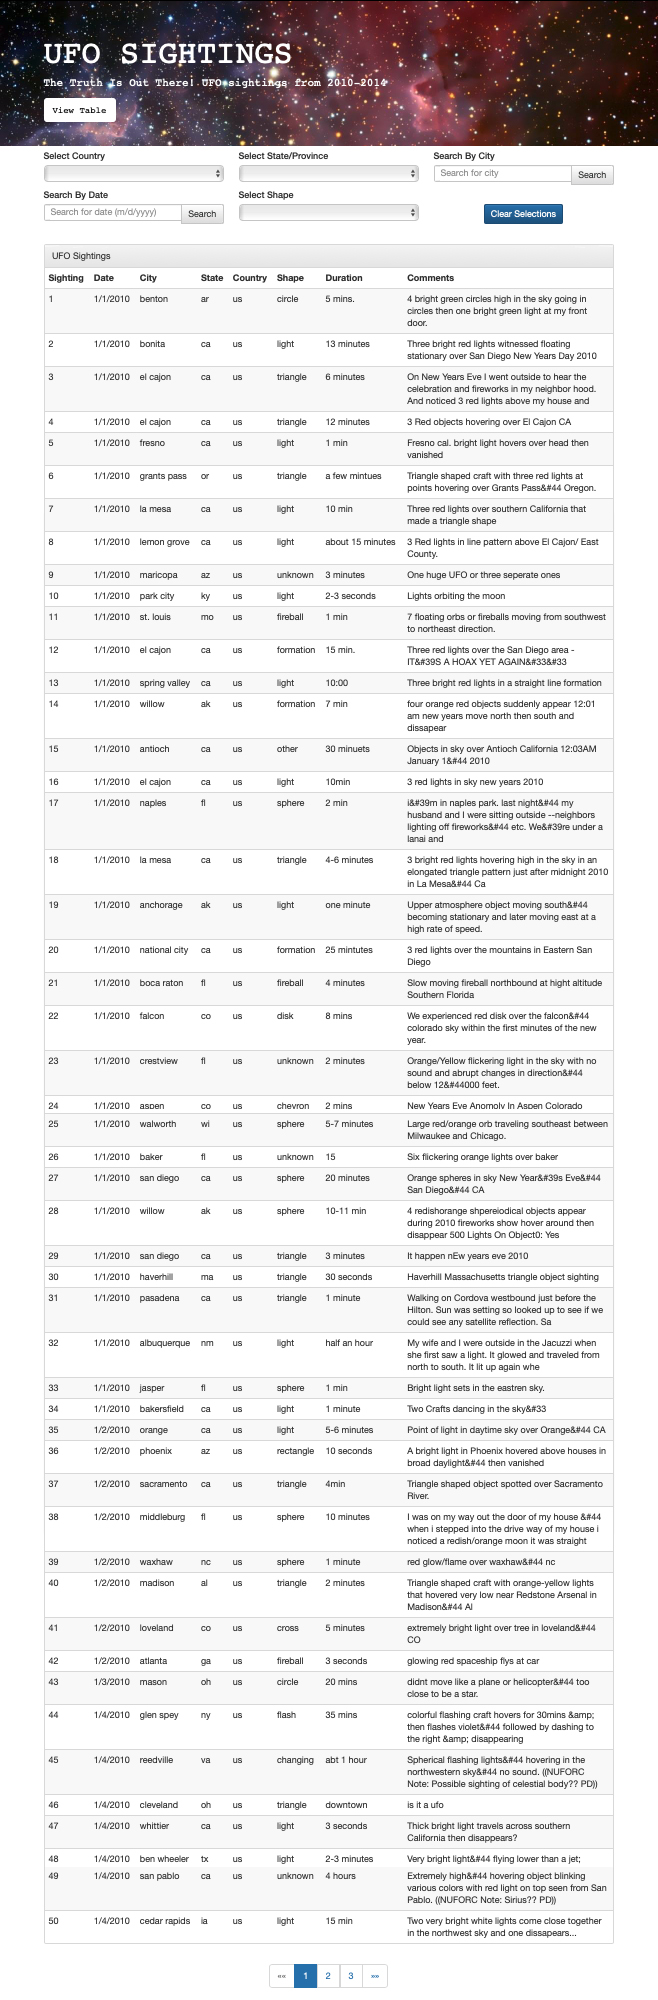 UFO SIGHTINGS
The Truth Is Out There! UFO sightings from 2010-2014
View Table
Select Country Select State/Province Search By City
Search for city Search
Search By Date Select Shape
Search for date (m/d/yyyy) Search Clear Selections
UFO Sightings
Sighting Date City State Country Shape Duration Comments
1 1/1/2010 benton ar us circle 5 mins. 4 bright green circles high in the sky going in
circles then one bright green light at my front
door.
2 1/1/2010 bonita ca us light 13 minutes Three bright red lights witnessed floating
stationary over San Diego New Years Day 2010
3 1/1/2010 el cajon ca us triangle 6 minutes On New Years Eve I went outside to hear the
celebration and fireworks in my neighbor hood.
And noticed 3 red lights above my house and
4 1/1/2010 el cajon ca us triangle 12 minutes 3 Red objects hovering over El Cajon CA
5 1/1/2010 fresno ca us light 1 min Fresno cal. bright light hovers over head then
vanished
6 1/1/2010 grants pass or us triangle a few mintues Triangle shaped craft with three red lights at
points hovering over Grants Pass&#44 Oregon.
7 1/1/2010 la mesa ca us light 10 min Three red lights over southern California that
made a triangle shape
8 1/1/2010 lemon grove ca us light about 15 minutes 3 Red lights in line pattern above El Cajon/ East
County.
9 1/1/2010 maricopa az us unknown 3 minutes One huge UFO or three seperate ones
10 1/1/2010 park city ky us light 2-3 seconds Lights orbiting the moon
11 1/1/2010 st. louis mo us fireball 1 min 7 floating orbs or fireballs moving from southwest
to northeast direction.
12 1/1/2010 el cajon ca us formation 15 min. Three red lights over the San Diego area -
IT&#39S A HOAX YET AGAIN&#33&#33
13 1/1/2010 spring valley ca us light 10:00 Three bright red lights in a straight line formation
14 1/1/2010 willow ak us formation 7 min four orange red objects suddenly appear 12:01
am new years move north then south and
dissapear
15 1/1/2010 antioch ca us other 30 minuets Objects in sky over Antioch California 12:03AM
January 1&#44 2010
16 1/1/2010 el cajon ca us light 10min 3 red lights in sky new years 2010
17 1/1/2010 naples fl us sphere 2 min i&#39m in naples park. last night&#44 my
husband and I were sitting outside --neighbors
lighting off fireworks&#44 etc. We&#39re under a
lanai and
18 1/1/2010 la mesa ca us triangle 4-6 minutes 3 bright red lights hovering high in the sky in an
elongated triangle pattern just after midnight 2010
in La Mesa&#44 Ca
19 1/1/2010 anchorage ak us light one minute Upper atmosphere object moving south&#44
becoming stationary and later moving east at a
high rate of speed.
20 1/1/2010 national city ca us formation 25 mintutes 3 red lights over the mountains in Eastern San
Diego
21 1/1/2010 boca raton fl us fireball 4 minutes Slow moving fireball northbound at hight altitude
Southern Florida
22 1/1/2010 falcon co us disk 8 mins We experienced red disk over the falcon&#44
colorado sky within the first minutes of the new
year.
23 1/1/2010 crestview fl us unknown 2 minutes Orange/Yellow flickering light in the sky with no
sound and abrupt changes in direction&#44
below 12&#44000 feet.
24 1/1/2010 aspen co us chevron 2 mins New Years Eve Anomoly In Aspen Colorado
25 1/1/2010 walworth wi us sphere 5-7 minutes Large red/orange orb traveling southeast between
Milwaukee and Chicago.
26 1/1/2010 baker fl us unknown 15 Six flickering orange lights over baker
27 1/1/2010 san diego ca us sphere 20 minutes Orange spheres in sky New Year&#39s Eve&#44
San Diego&#44 CA
28 1/1/2010 willow ak us sphere 10-11 min 4 redishorange shpereiodical objects appear
during 2010 fireworks show hover around then
disappear 500 Lights On Object0: Yes
29 1/1/2010 san diego ca us triangle 3 minutes It happen nEw years eve 2010
30 1/1/2010 haverhill ma us triangle 30 seconds Haverhill Massachusetts triangle object sighting
31 1/1/2010 pasadena ca us triangle 1 minute Walking on Cordova westbound just before the
Hilton. Sun was setting so looked up to see if we
could see any satellite reflection. Sa
32 1/1/2010 albuquerque nm us light half an hour My wife and I were outside in the Jacuzzi when
she first saw a light. It glowed and traveled from
north to south. It lit up again whe
33 1/1/2010 jasper fl us sphere 1 min Bright light sets in the eastren sky.
34 1/1/2010 bakersfield ca us light 1 minute Two Crafts dancing in the sky&#33
35 1/2/2010 orange ca us light 5-6 minutes Point of light in daytime sky over Orange&#44 CA
36 1/2/2010 phoenix az us rectangle 10 seconds A bright light in Phoenix hovered above houses in
broad daylight&#44 then vanished
37 1/2/2010 sacramento ca us triangle 4min Triangle shaped object spotted over Sacramento
River.
38 1/2/2010 middleburg fl us sphere 10 minutes I was on my way out the door of my house &#44
when i stepped into the drive way of my house i
noticed a redish/orange moon it was straight
39 1/2/2010 waxhaw nc us sphere 1 minute red glow/flame over waxhaw&#44 nc
40 1/2/2010 madison al us triangle 2 minutes Triangle shaped craft with orange-yellow lights
that hovered very low near Redstone Arsenal in
Madison&#44 Al
41 1/2/2010 loveland co us cross 5 minutes extremely bright light over tree in loveland&#44
CO
42 1/2/2010 atlanta ga us fireball 3 seconds glowing red spaceship flys at car
43 1/3/2010 mason oh us circle 20 mins didnt move like a plane or helicopter&#44 too
close to be a star.
44 1/4/2010 glen spey ny us flash 35 mins colorful flashing craft hovers for 30mins &amp;
then flashes violet&#44 followed by dashing to
the right &amp; disappearing
45 1/4/2010 reedville va us changing abt 1 hour Spherical flashing lights&#44 hovering in the
northwestern sky&#44 no sound. ((NUFORC
Note: Possible sighting of celestial body?? PD))
46 1/4/2010 cleveland oh us triangle downtown is it a ufo
47 1/4/2010 whittier ca us light 3 seconds Thick bright light travels across southern
California then disappears?
48 1/4/2010 ben wheeler tx us light 2-3 minutes Very bright light&#44 flying lower than a jet;
49 1/4/2010 san pablo ca us unknown 4 hours Extremely high&#44 hovering object blinking
various colors with red light on top seen from San
Pablo. ((NUFORC Note: Sirius?? PD))
50 1/4/2010 cedar rapids ia us light 15 min Two very bright white lights come close together
in the northwest sky and one dissapears...
«« 1 2 3 »»